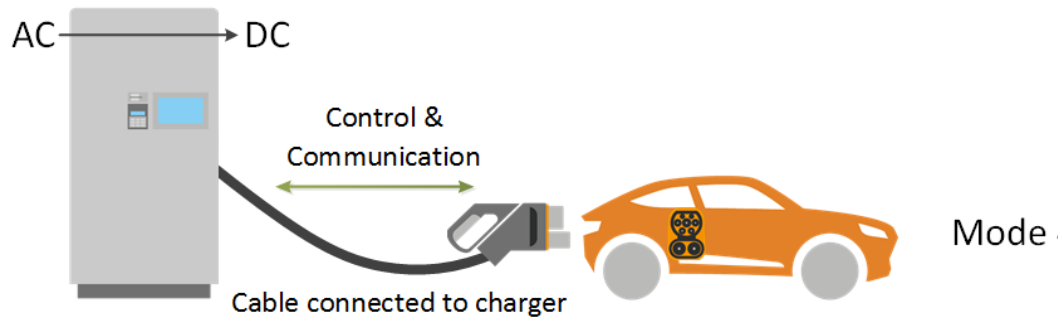 AC
DC
Control &
Communication
Mode
Cable connected to charger